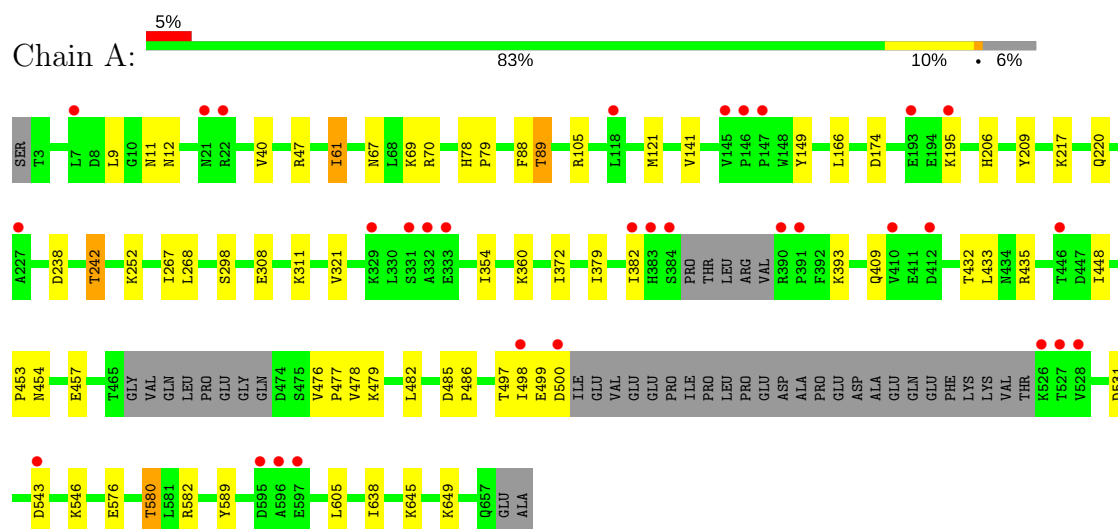 5%
Chain A:
83% 10% • 6%
SER T3 L7 D8 L9 G10 N11 N12 N21 R22 V40 R47 I61 N67 L68 K69 R70 H78 P79 F88 T89 R105 L118 M121 V141 V145 P146 P147 W148 Y149 L166 D174 E193 E194 K195 H206 Y209 K217 Q220
A227 D238 T242 K252 I267 L268 S298 E308 K311 V321 K329 L330 S331 A332 E333 I354 K360 I372 I379 I382 H383 S384 PRO THR LEU ARG VAL R390 P391 F392 K393 Q409 V410 E411 D412 T432 L433 N434 R435 T446 D447 I448
P453 N454 E457 T465 GLY VAL GLN LEU PRO GLU GLY GLN D474 S475 V476 P477 V478 K479 L482 D485 P486 T497 I498 E499 D500 ILE GLU VAL GLU GLU PRO ILE LEU PRO GLU ASP ALA PRO GLU ASP ALA GLU GLN GLU PHE LYS LYS VAL THR K526 T527 V528 D531
D543 K546 E576 T580 L581 R582 Y589 D595 A596 E597 L605 I638 K645 K649 Q657 GLU ALA